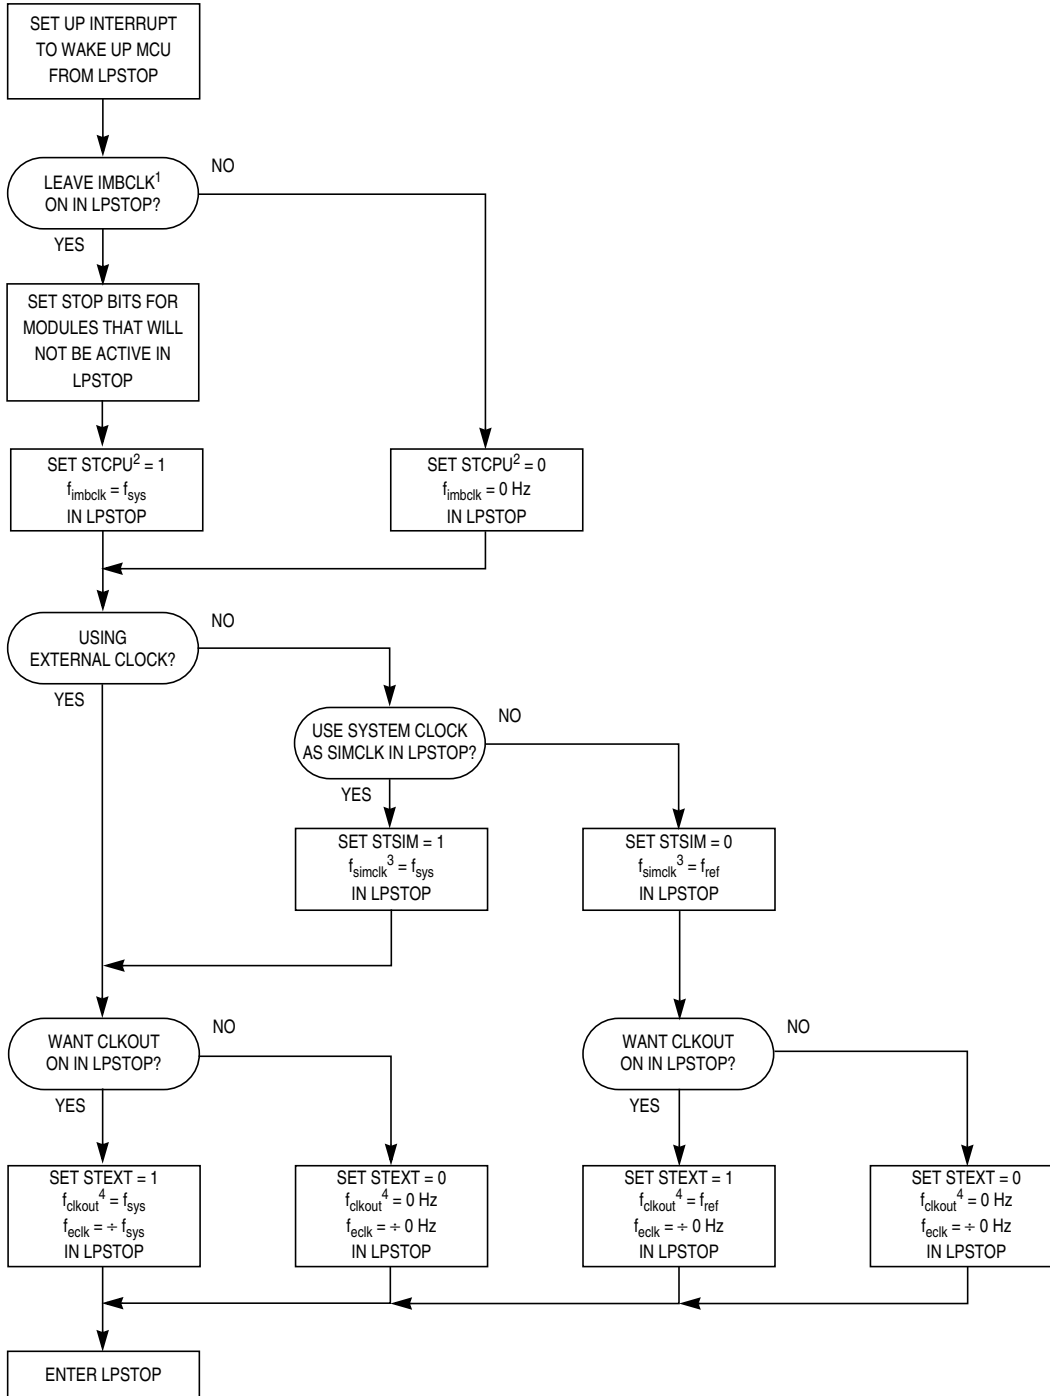 SET UP INTERRUPT
TO WAKE UP MCU
FROM LPSTOP
LEAVE IMBCLK¹
ON IN LPSTOP?
NO
YES
SET STOP BITS FOR
MODULES THAT WILL
NOT BE ACTIVE IN
LPSTOP
SET STCPU² = 1
fimbclk = fsys
IN LPSTOP
SET STCPU² = 0
fimbclk = 0 Hz
IN LPSTOP
USING
EXTERNAL CLOCK?
NO
YES
USE SYSTEM CLOCK
AS SIMCLK IN LPSTOP?
NO
YES
SET STSIM = 1
fsimclk³ = fsys
IN LPSTOP
SET STSIM = 0
fsimclk³ = fref
IN LPSTOP
WANT CLKOUT
ON IN LPSTOP?
NO
YES
WANT CLKOUT
ON IN LPSTOP?
NO
YES
SET STEXT = 1
fclkout⁴ = fsys
feclk = ÷ fsys
IN LPSTOP
SET STEXT = 0
fclkout⁴ = 0 Hz
feclk = ÷ 0 Hz
IN LPSTOP
SET STEXT = 1
fclkout⁴ = fref
feclk = ÷ 0 Hz
IN LPSTOP
SET STEXT = 0
fclkout⁴ = 0 Hz
feclk = ÷ 0 Hz
IN LPSTOP
ENTER LPSTOP